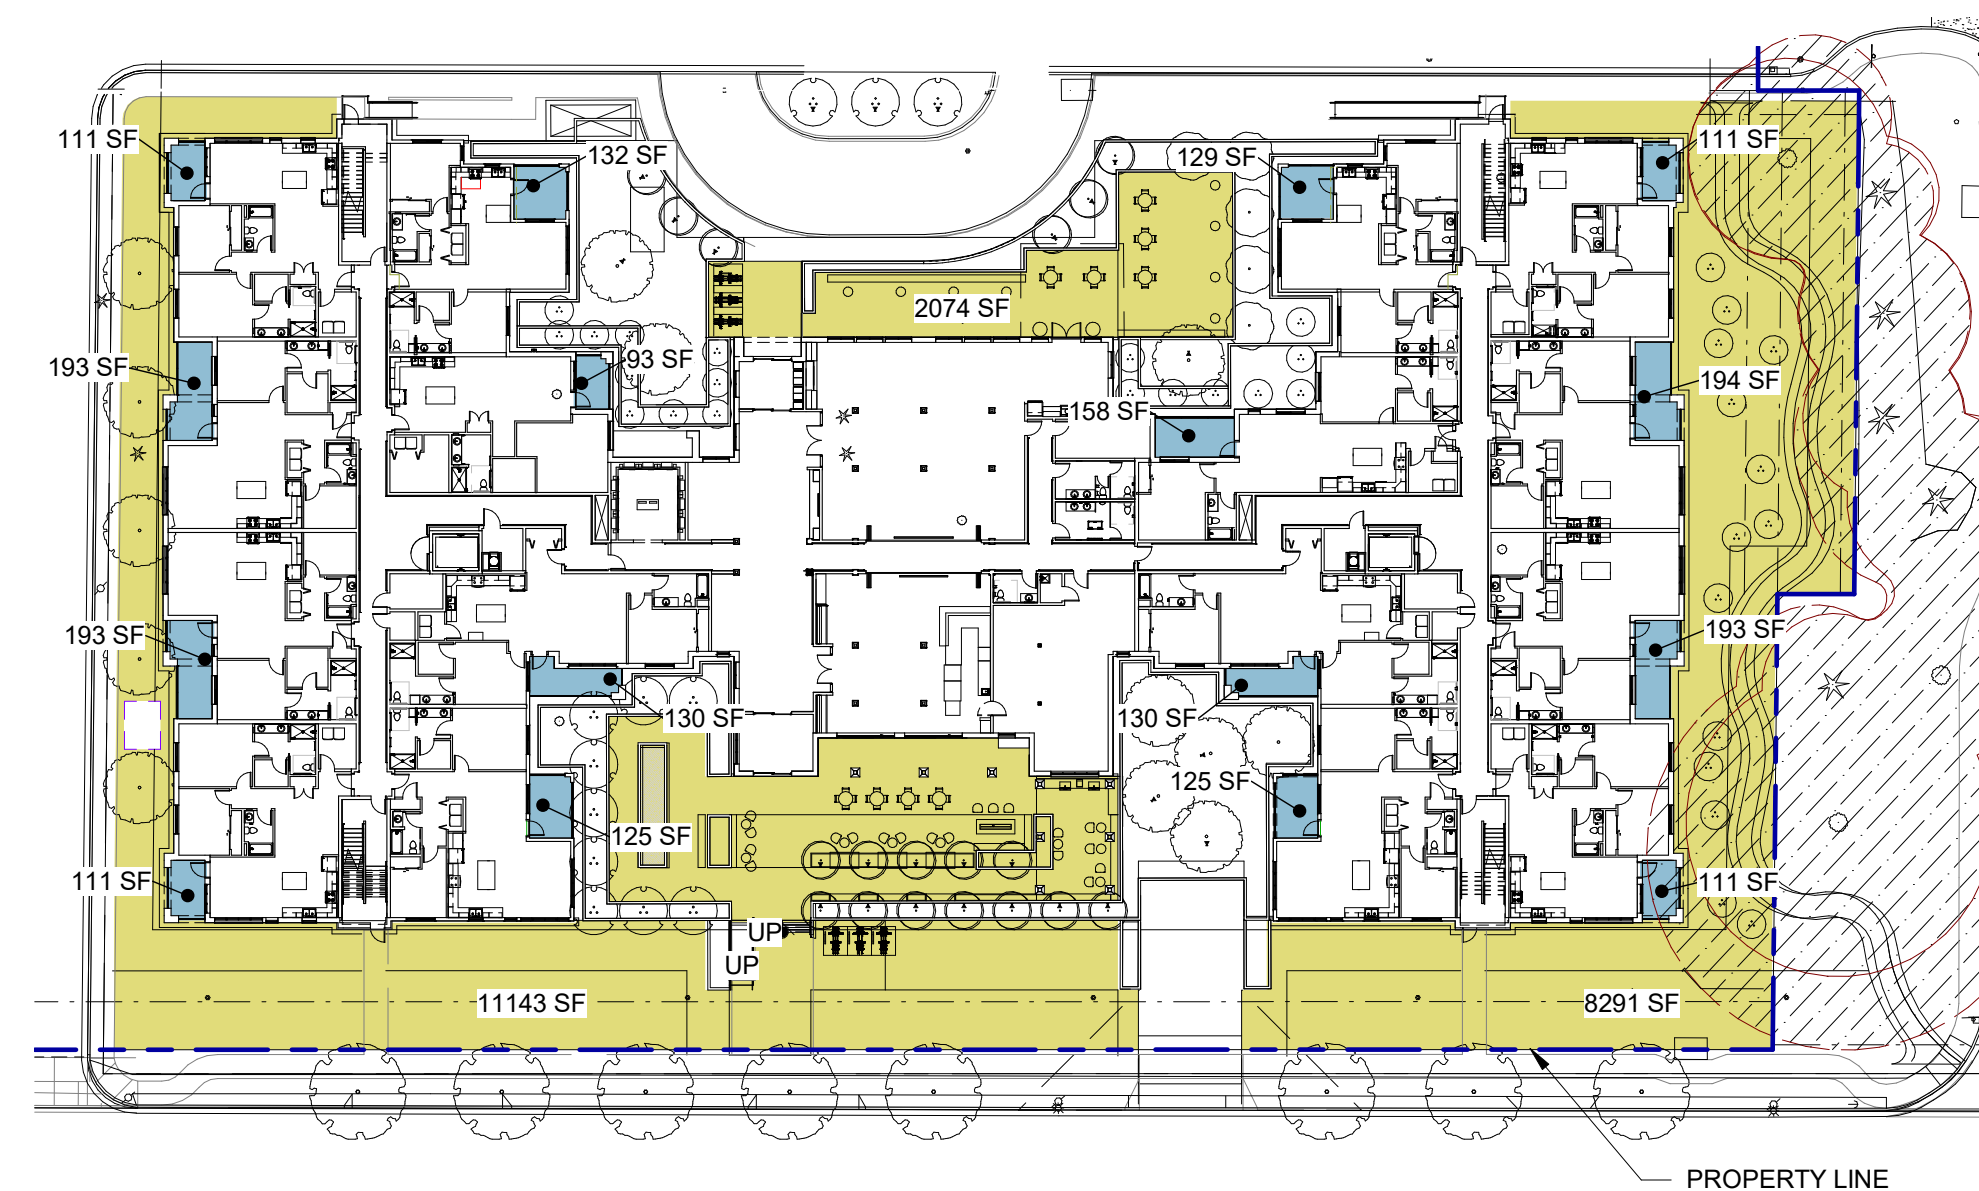 111 SF
132 SF
129 SF
111 SF
2074 SF
193 SF
93 SF
194 SF
158 SF
193 SF
193 SF
130 SF
130 SF
125 SF
125 SF
111 SF
111 SF
UP
UP
11143 SF
8291 SF
PROPERTY LINE